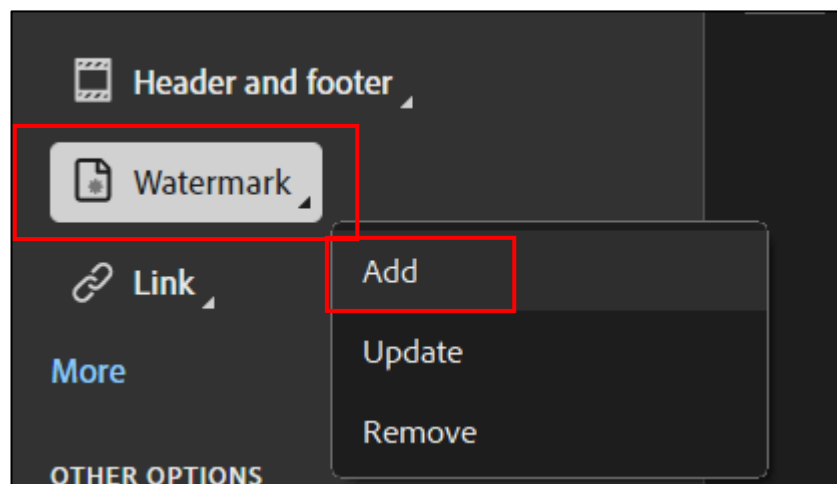 Header and footer
Watermark
Link
Add
Update
Remove
More
OTHER OPTIONS